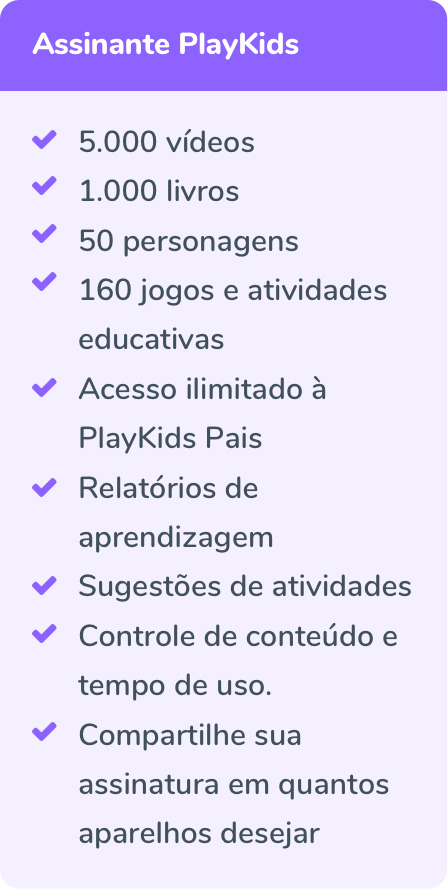 Assinante PlayKids
5.000 vídeos
1.000 livros
50 personagens
160 jogos e atividades
educativas
Acesso ilimitado à
PlayKids Pais
Relatórios de
aprendizagem
Sugestões de atividades
Controle de conteúdo e
tempo de uso.
Compartilhe sua
assinatura em quantos
aparelhos desejar